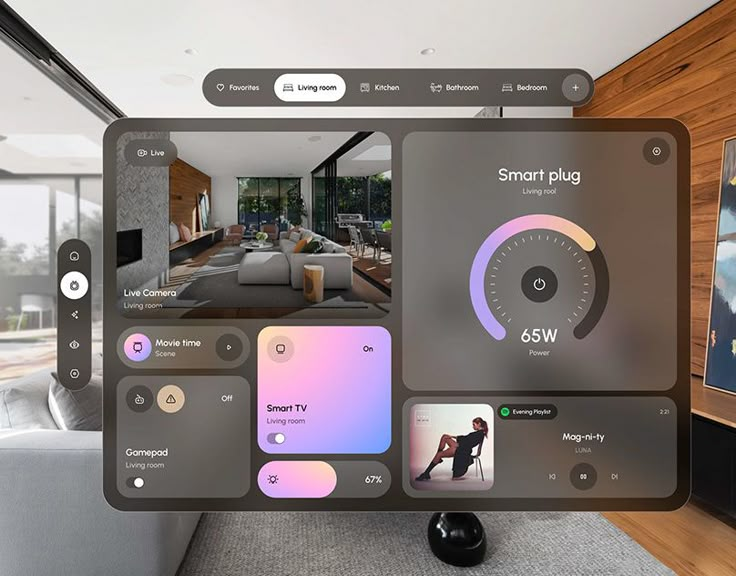 Favorites
Living room
Kitchen
Bathroom
Bedroom
Live
Live Camera
Living room
Smart plug
Living rool
65W
Power
Movie time
Scene
Smart TV
Living room
On
Gamepad
Living room
Off
67%
Evening Playlist
2:21
Mag-ni-ty
LUNA